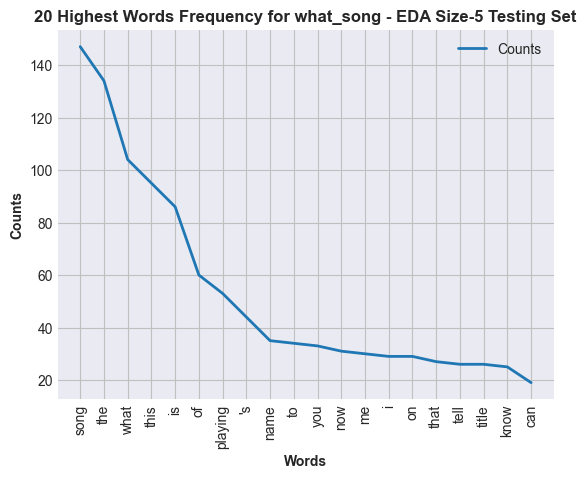 20 Highest Words Frequency for what_song - EDA Size-5 Testing Set
Counts
140
120
100
80
60
40
20
Counts
song
the
what
this
is
of
playing
's
name
to
you
now
me
i
on
that
tell
title
know
can
Words